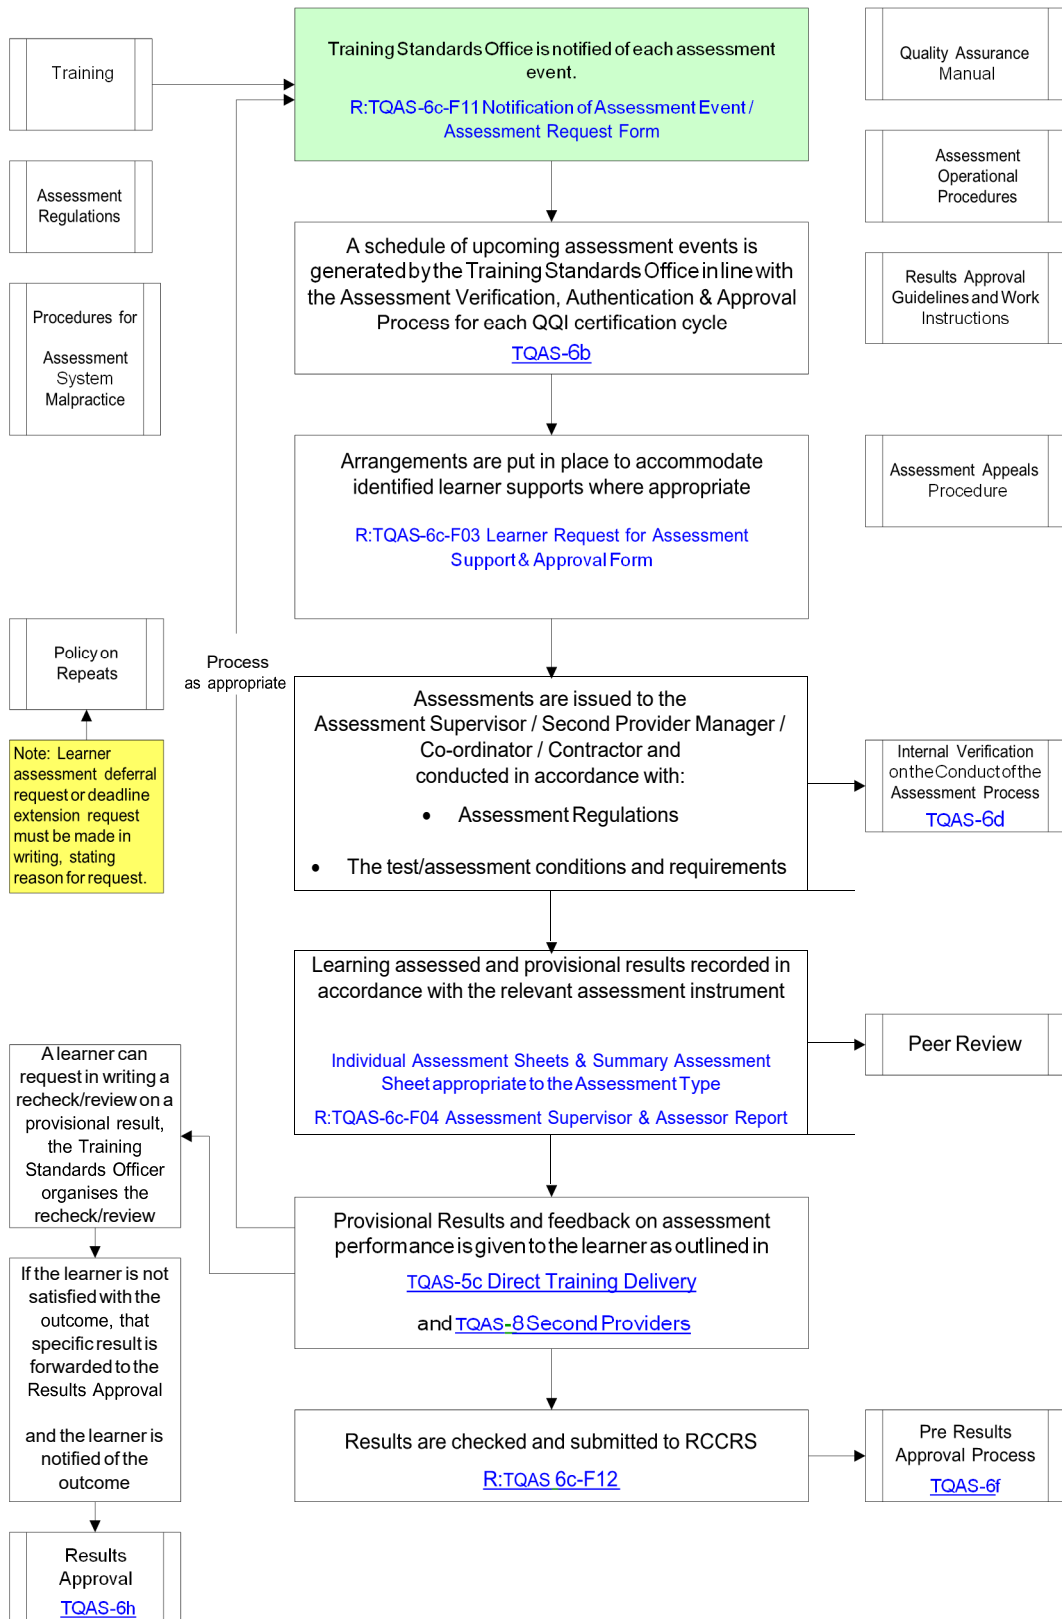 Training
Assessment
Regulations
Procedures for
Assessment
System
Malpractice
Training Standards Office is notified of each assessment
event.
R:TQAS-6c-F11 Notification of Assessment Event /
Assessment Request Form
A schedule of upcoming assessment events is
generated by the Training Standards Office in line with
the Assessment Verification, Authentication & Approval
Process for each QQI certification cycle
TQAS-6b
Arrangements are put in place to accommodate
identified learner supports where appropriate
R:TQAS-6c-F03 Learner Request for Assessment
Support & Approval Form
Quality Assurance
Manual
Assessment
Operational
Procedures
Results Approval
Guidelines and Work
Instructions
Assessment Appeals
Procedure
Policy on
Repeats
Note: Learner
assessment deferral
request or deadline
extension request
must be made in
writing, stating
reason for request.
Process
as appropriate
Assessments are issued to the
Assessment Supervisor / Second Provider Manager /
Co-ordinator / Contractor and
conducted in accordance with:
• Assessment Regulations
• The test/assessment conditions and requirements
Internal Verification
on the Conduct of the
Assessment Process
TQAS-6d
Learning assessed and provisional results recorded in
accordance with the relevant assessment instrument
Individual Assessment Sheets & Summary Assessment
Sheet appropriate to the Assessment Type
R:TQAS-6c-F04 Assessment Supervisor & Assessor Report
Peer Review
A learner can
request in writing a
recheck/review on a
provisional result,
the Training
Standards Officer
organises the
recheck/review
Provisional Results and feedback on assessment
performance is given to the learner as outlined in
TQAS-5c Direct Training Delivery
and TQAS-8 Second Providers
If the learner is not
satisfied with the
outcome, that
specific result is
forwarded to the
Results Approval
and the learner is
notified of the
outcome
Results are checked and submitted to RCCRS
R:TQAS 6c-F12
Pre Results
Approval Process
TQAS-6f
Results
Approval
TQAS-6h